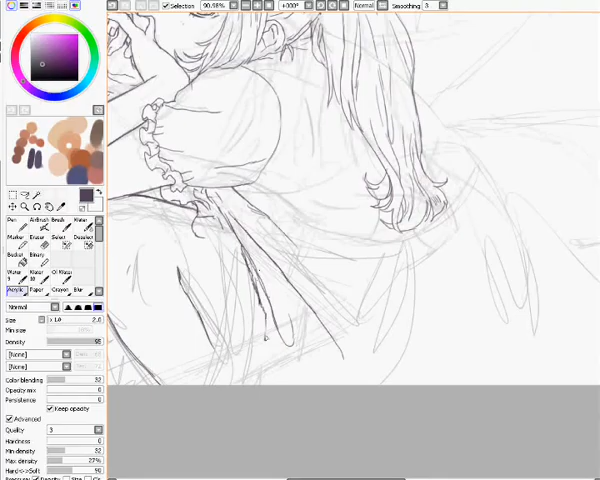 Selection 90.98% +000° Normal Smoothing 3
Pen AirBrush Brush Water
Marker Eraser Select Deselect
Bucket Binary
Water Water Oil Water
Acrylic Paper Crayon Blur
Normal
Size x 1.0 2.0
Min size
Density 95
[None]
[None]
Color blending 32
Opacity mix 0
Persistence 0
Keep opacity
Advanced
Quality 3
Hardness 0
Min density 32
Max density 27%
Hard<->Soft 90